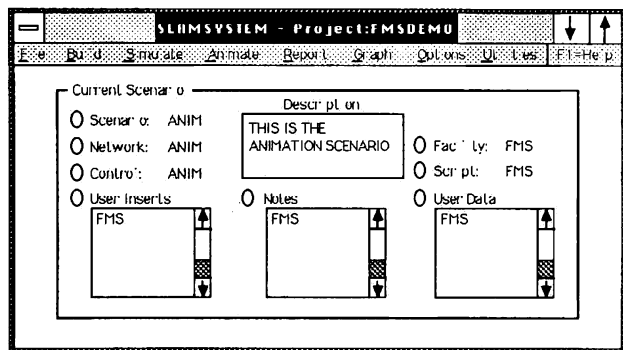 SLAMSYSTEM - Project:FMSDEMO
File Build Simulate Animate Report Graph Options Utilities F1=Help
Current Scenario
Description
Scenario: ANIM
THIS IS THE
Network: ANIM
ANIMATION SCENARIO
Facility: FMS
Control: ANIM
Script: FMS
User Inserts
Notes
User Data
FMS
FMS
FMS